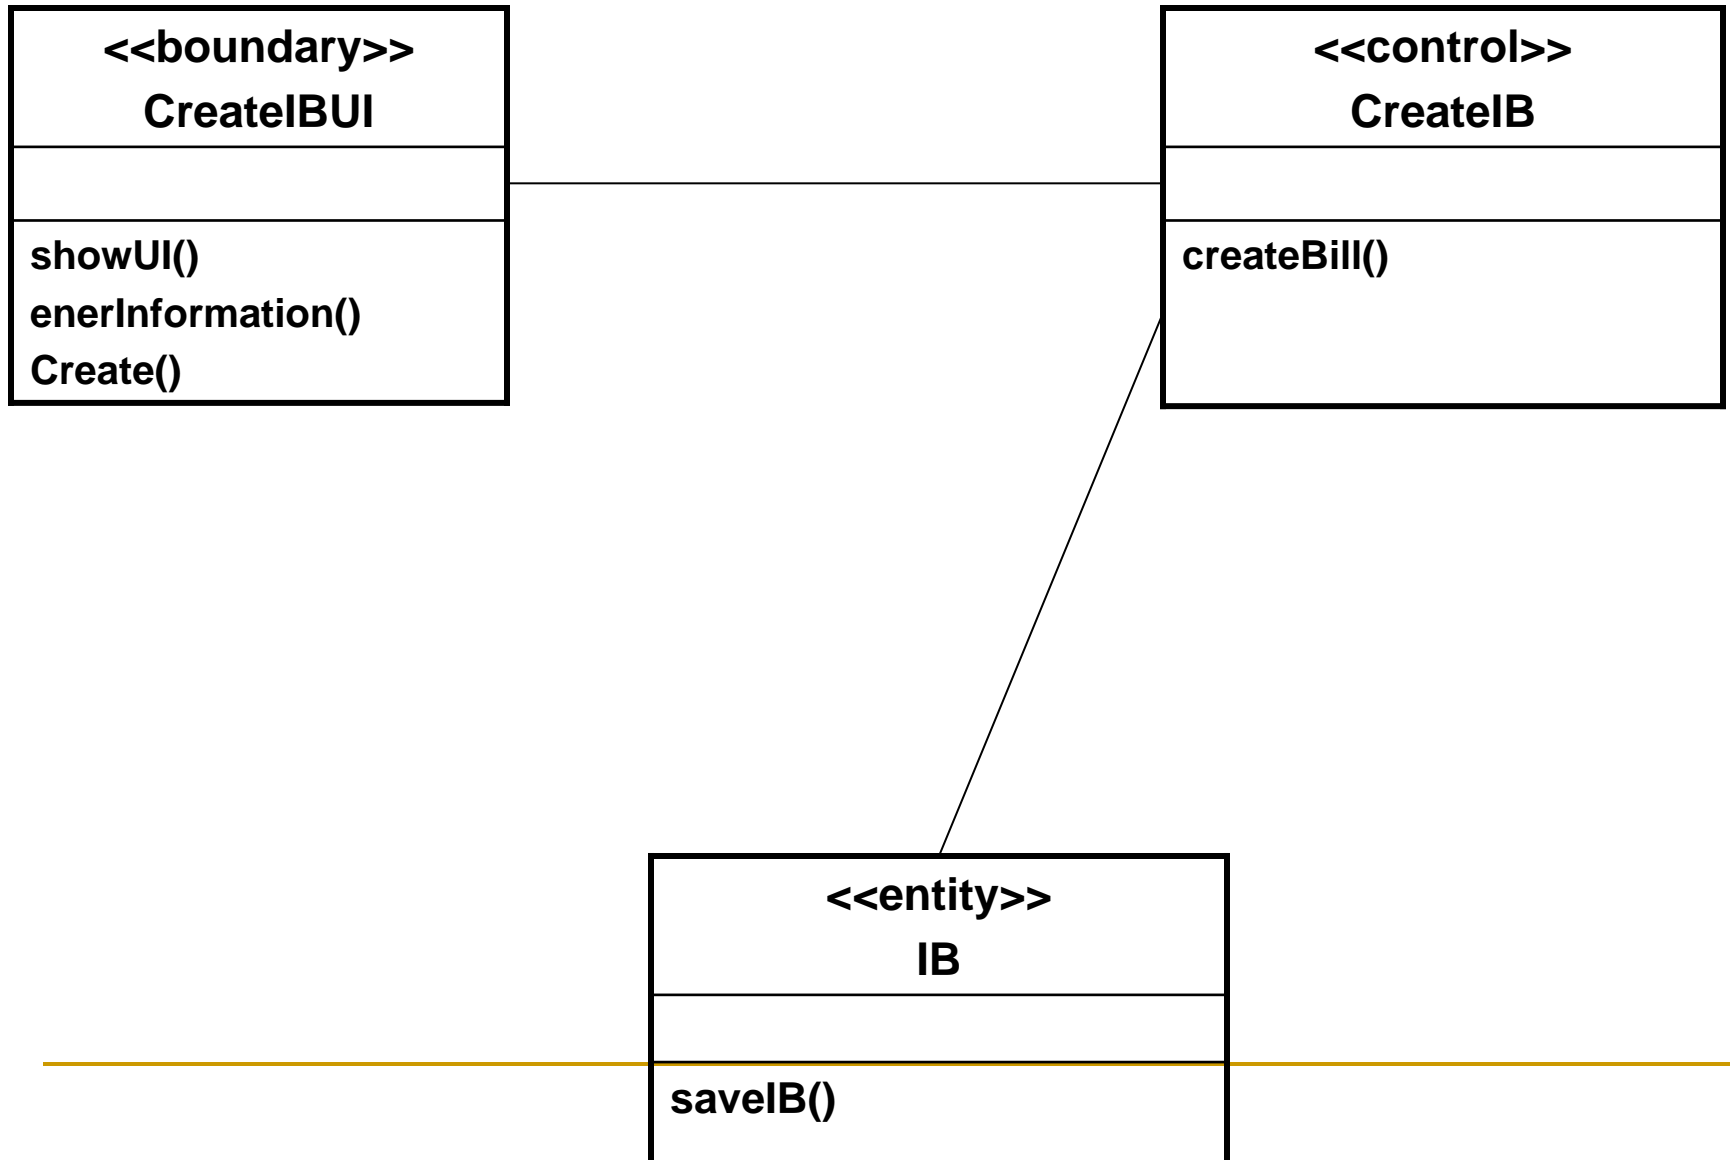 <<boundary>>
CreateIBUI
showUI()
enerInformation()
Create()
<<control>>
CreateIB
createBill()
<<entity>>
IB
saveIB()